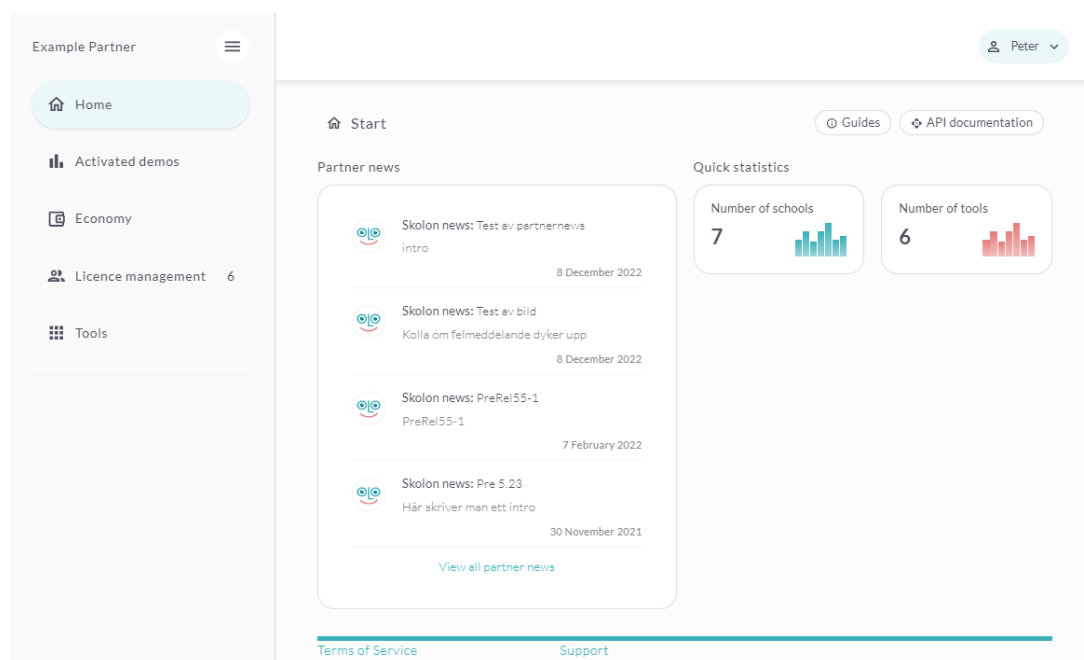 Example Partner
Peter
Home
Activated demos
Economy
Licence management 6
Tools
Start
Guides
API documentation
Partner news
Skolon news: Test av partnernews
intro
8 December 2022
Skolon news: Test av bild
Kolla om felmeddelande dyker upp
8 December 2022
Skolon news: PreRel55-1
PreRel55-1
7 February 2022
Skolon news: Pre 5.23
Här skriver man ett intro
30 November 2021
View all partner news
Quick statistics
Number of schools
7
Number of tools
6
Terms of Service
Support